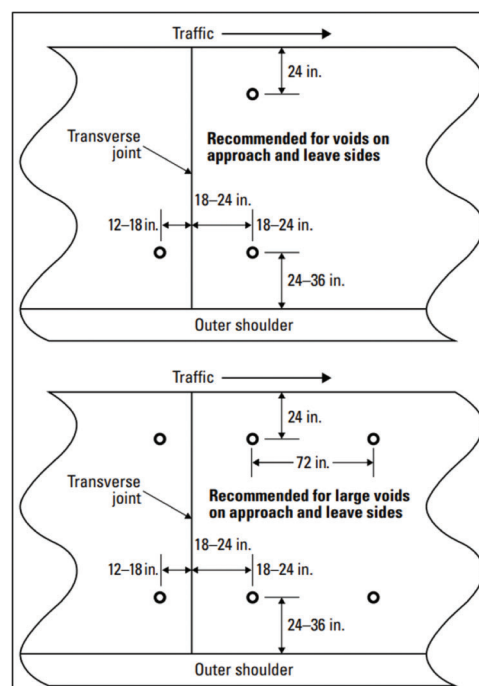 Traffic
24 in.
Transverse
joint
Recommended for voids on
approach and leave sides
18–24 in.
12–18 in.
18–24 in.
24–36 in.
Outer shoulder
Traffic
24 in.
72 in.
Transverse
joint
Recommended for large voids
on approach and leave sides
18–24 in.
12–18 in.
18–24 in.
24–36 in.
Outer shoulder